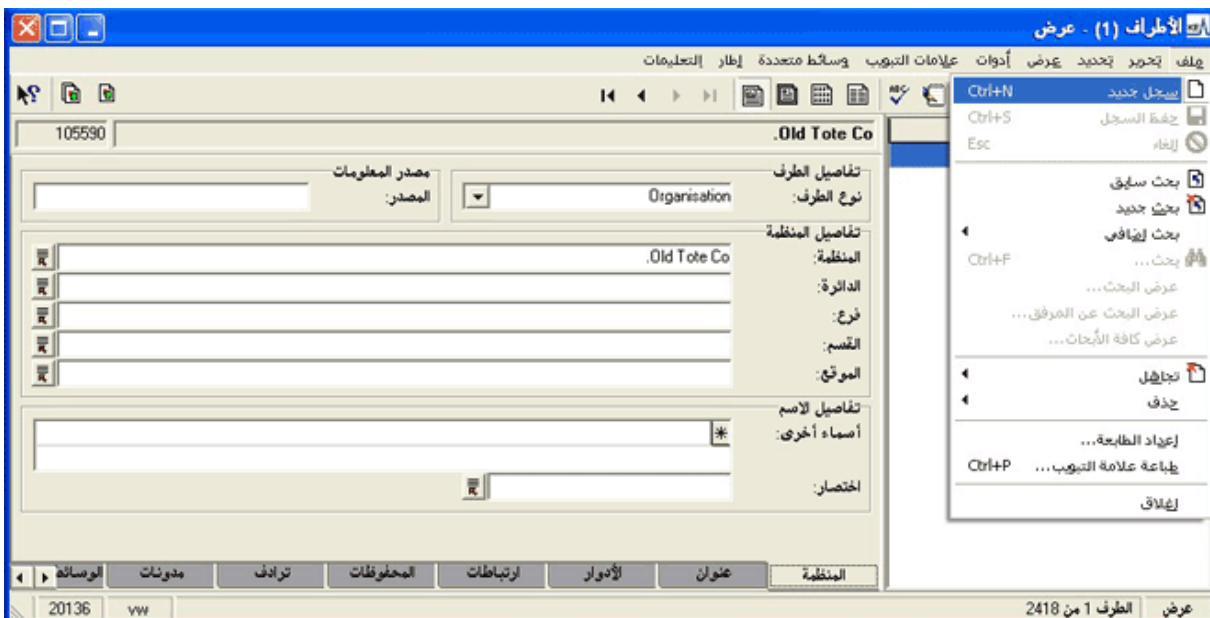 الأطراف (1) - عرض
ملف تحرير تحديد عرض أدوات علامات التبويب وسائط متعددة إطار التعليمات
سجل جديد Ctrl+N
حفظ السجل Ctrl+S
إلغاء Esc
بحث سابق
بحث جديد
بحث إضافي
بحث... Ctrl+F
عرض البحث...
عرض البحث عن المرفق...
عرض كافة الأبحاث...
تجاهل
حذف
إعداد الطابعة...
طباعة علامة التبويب... Ctrl+P
إغلاق
Old Tote Co. 105590
تفاصيل الطرف
نوع الطرف: Organisation
مصدر المعلومات
المصدر:
تفاصيل المنظمة
المنظمة: Old Tote Co.
الدائرة:
فرع:
القسم:
الموقع:
تفاصيل الاسم
أسماء أخرى:
اختصار:
المنظمة عنوان الأدوار ارتباطات المحفوظات ترادف مدونات الوسائط
عرض الطرف 1 من 2418 vw 20136